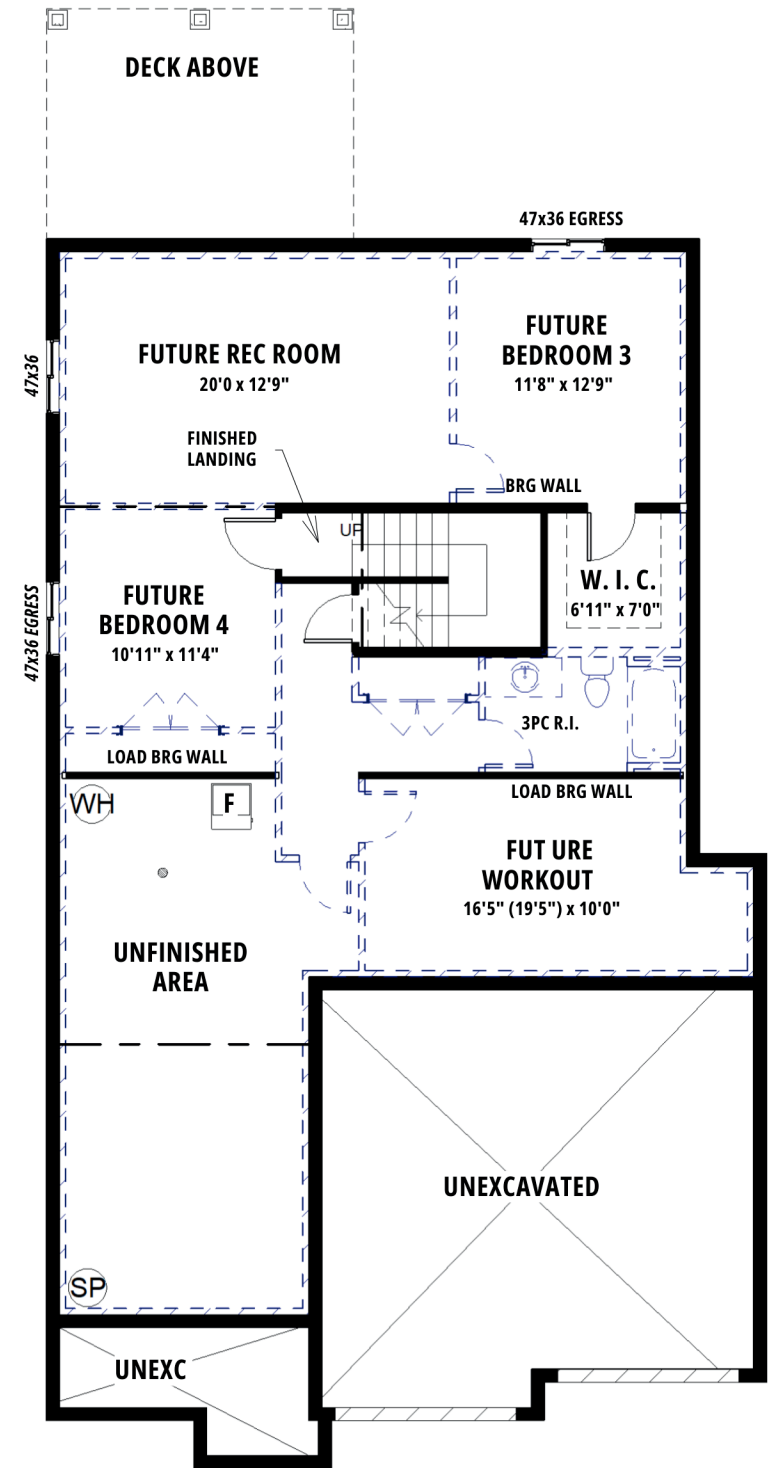 DECK ABOVE
47x36 EGRESS
FUTURE REC ROOM
20'0 x 12'9"
FUTURE
BEDROOM 3
11'8" x 12'9"
47x36
FINISHED
LANDING
BRG WALL
UP
FUTURE
BEDROOM 4
10'11" x 11'4"
47x36 EGRESS
W. I. C.
6'11" x 7'0"
3PC R.I.
LOAD BRG WALL
WH
F
LOAD BRG WALL
FUT URE
WORKOUT
16'5" (19'5") x 10'0"
UNFINISHED
AREA
UNEXCAVATED
SP
UNEXC